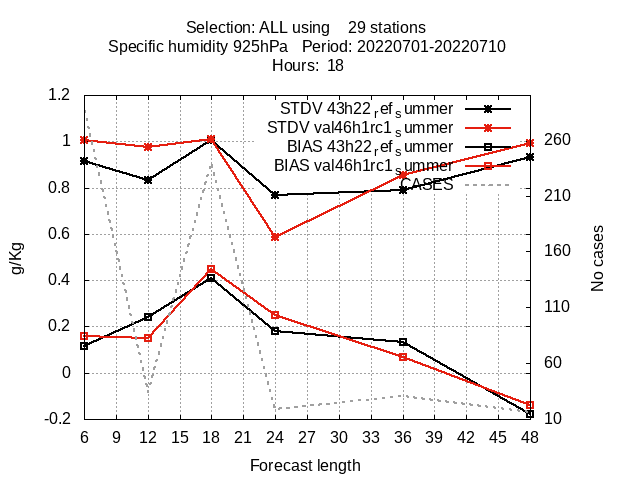 Selection: ALL using    29 stations
Specific humidity 925hPa   Period: 20220701-20220710
Hours:  18
STDV 43h22_ref_summer
STDV val46h1rc1_summer
BIAS 43h22_ref_summer
BIAS val46h1rc1_summer
CASES
g/Kg
1.2
1
0.8
0.6
0.4
0.2
0
-0.2
260
210
160
110
60
10
No cases
6 9 12 15 18 21 24 27 30 33 36 39 42 45 48
Forecast length